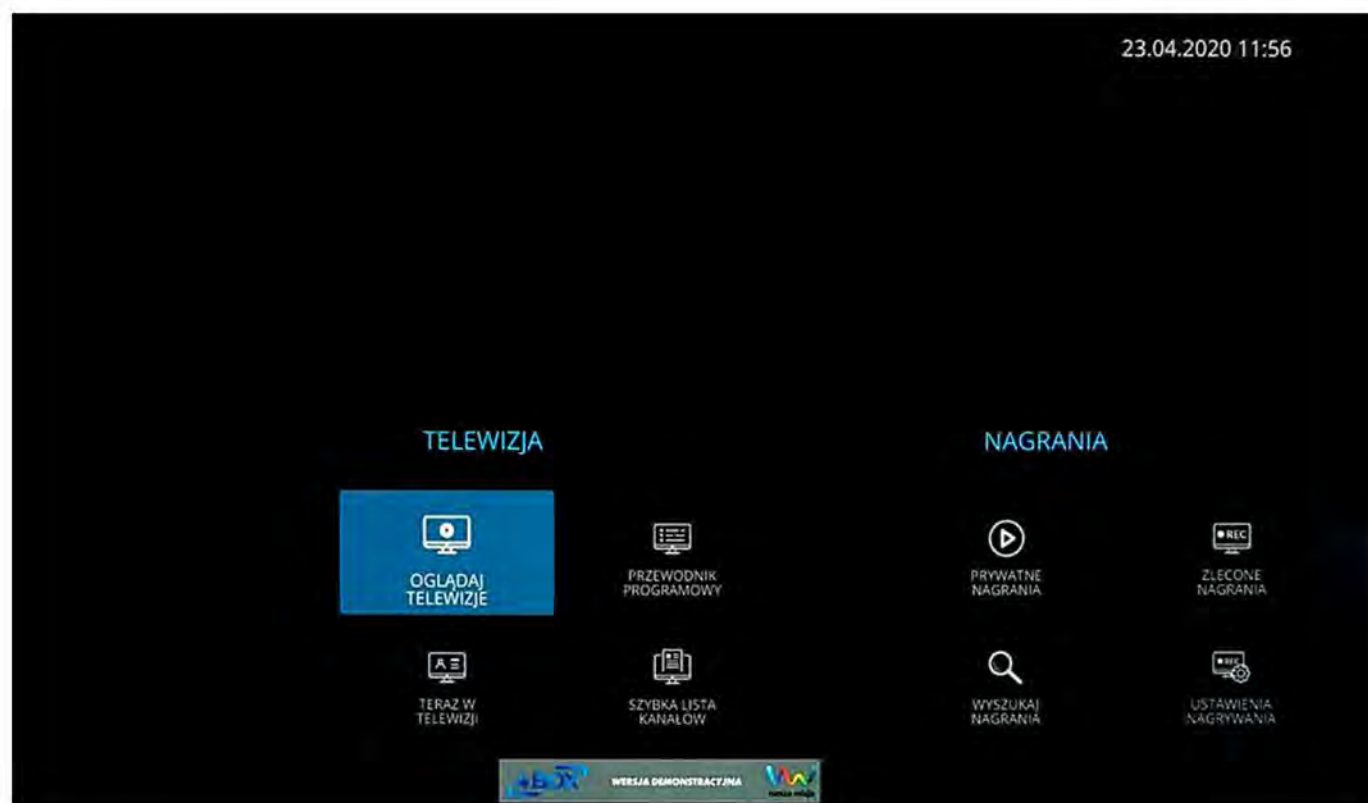 23.04.2020 11:56
TELEWIZJA
NAGRANIA
OGLĄDAJ
TELEWIZJE
PRZEWODNIK
PROGRAMOWY
PRYWATNE
NAGRANIA
ZLECONE
NAGRANIA
TERAZ W
TELEWIZJI
SZYBKA LISTA
KANAŁÓW
WYSZUKAJ
NAGRANIA
USTAWIENIA
NAGRYWANIA
WERSJA DEMONSTRACYJNA